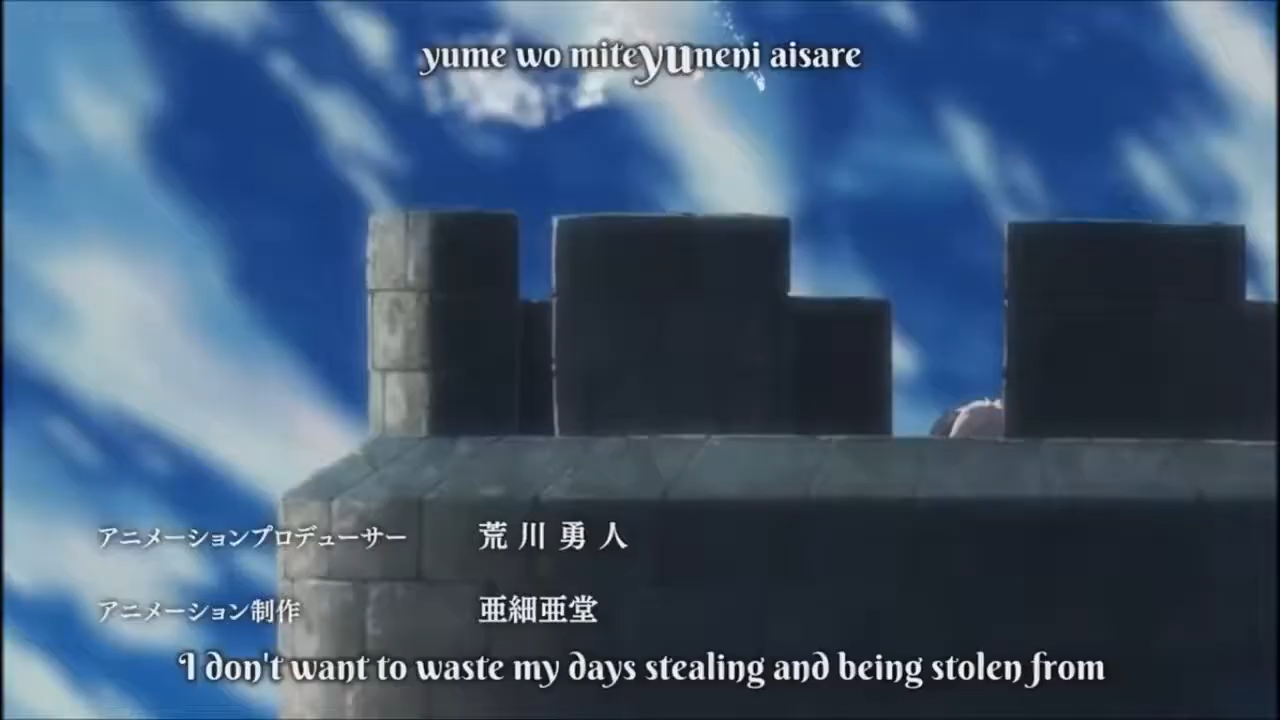 yume wo miteyuneni aisare
アニメーションプロデューサー 荒川勇人
アニメーション制作 亜細亜堂
I don't want to waste my days stealing and being stolen from